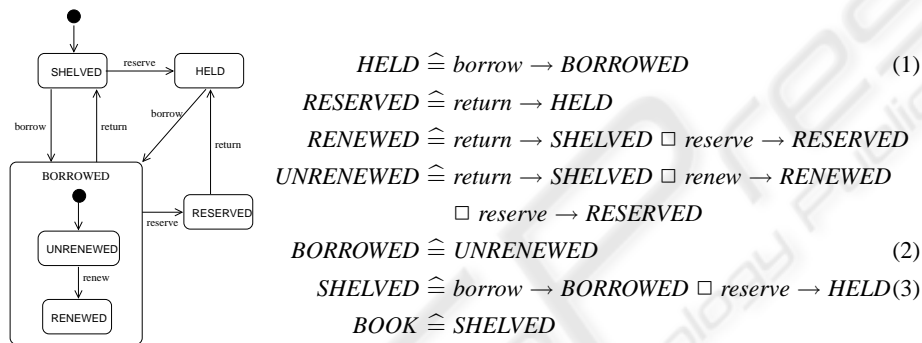 reserve
SHELVED
HELD
borrow
return
borrow
return
BORROWED
reserve
RESERVED
UNRENEWED
renew
RENEWED
HELD ≙ borrow → BORROWED (1)
RESERVED ≙ return → HELD
RENEWED ≙ return → SHELVED □ reserve → RESERVED
UNRENEWED ≙ return → SHELVED □ renew → RENEWED
□ reserve → RESERVED
BORROWED ≙ UNRENEWED (2)
SHELVED ≙ borrow → BORROWED □ reserve → HELD(3)
BOOK ≙ SHELVED